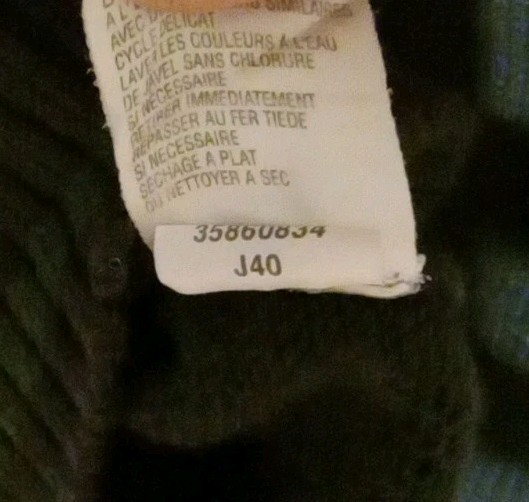 SIMILAIRES
AVEC
CYCLE DELICAT
LAVER LES COULEURS A L'EAU
DE JAVEL SANS CHLORURE
SI NECESSAIRE
RETIRER IMMEDIATEMENT
REPASSER AU FER TIEDE
SI NECESSAIRE
SECHAGE A PLAT
OU NETTOYER A SEC
35860834
J40